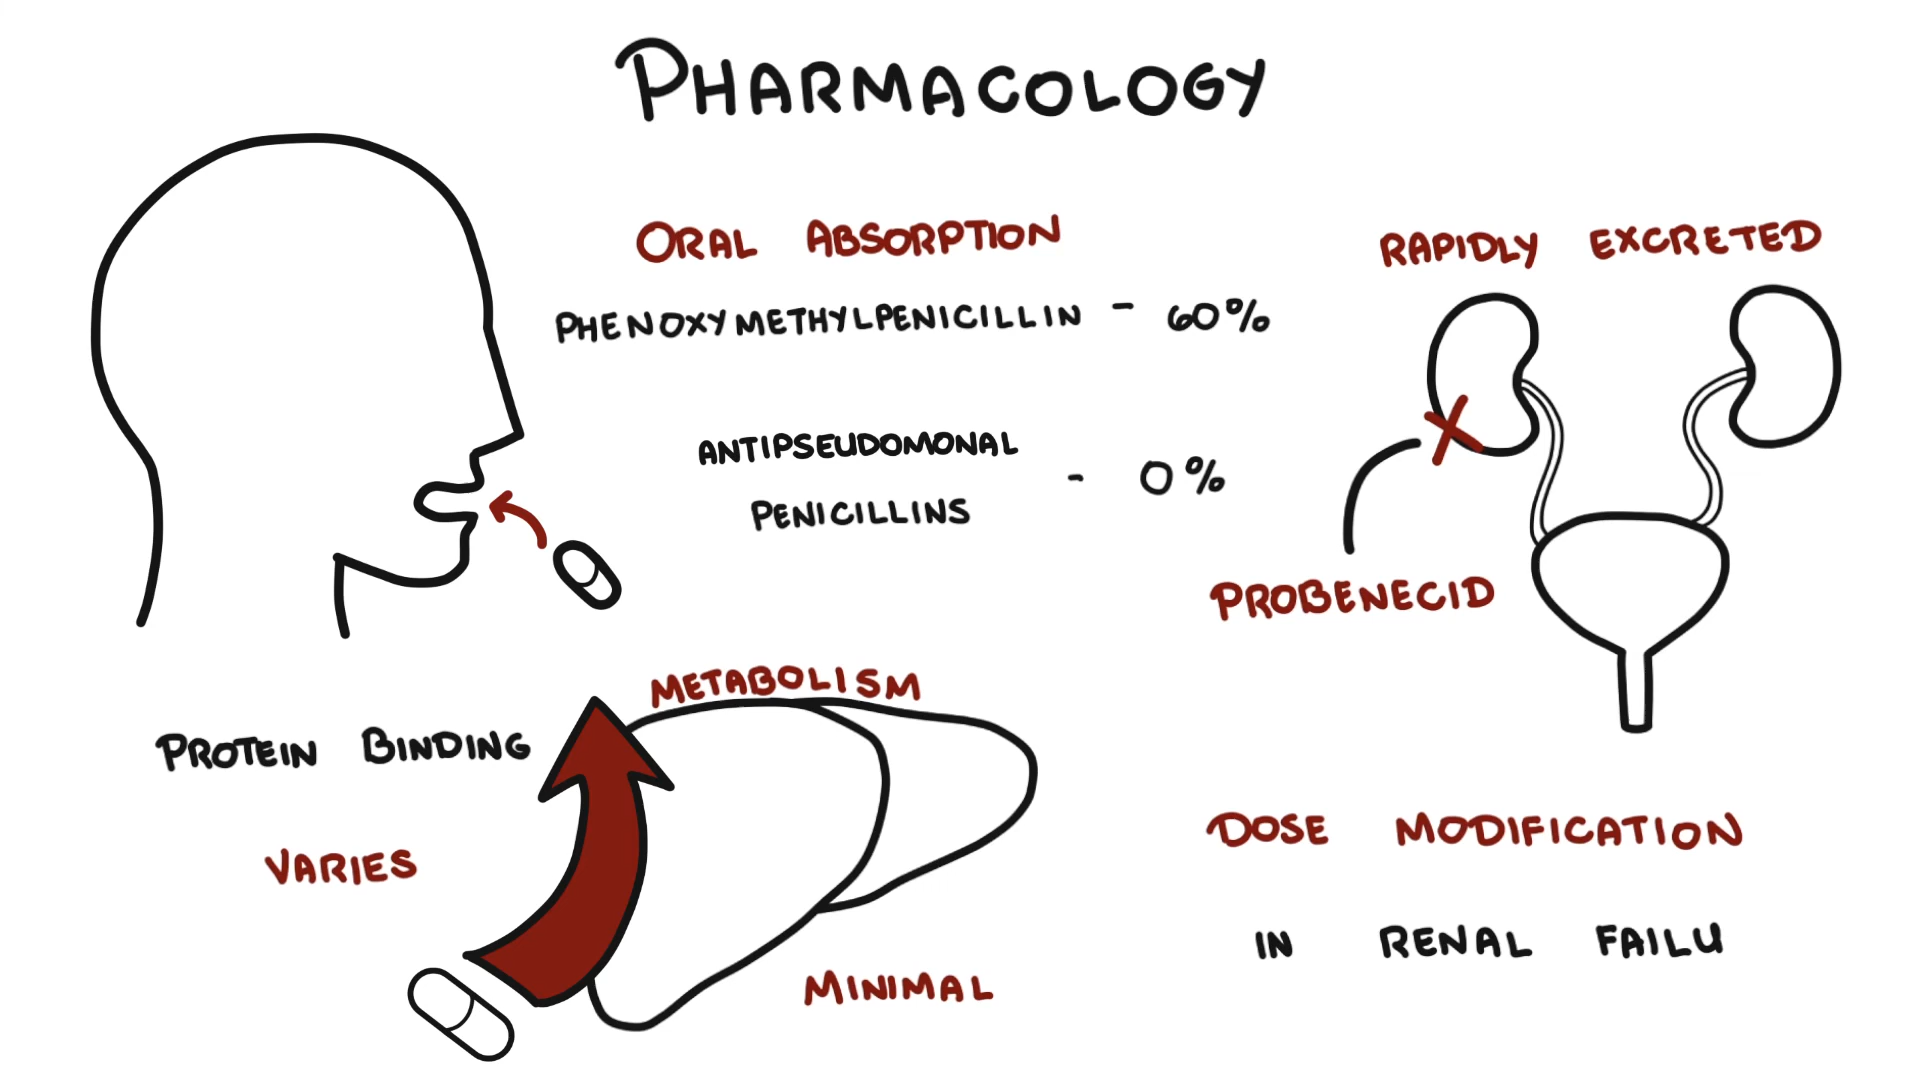 PHARMACOLOGY
ORAL ABSORPTION
PHENOXYMETHYLPENICILLIN - 60%
ANTIPSEUDOMONAL
PENICILLINS - 0%
RAPIDLY EXCRETED
PROBENECID
METABOLISM
MINIMAL
PROTEIN BINDING
VARIES
DOSE MODIFICATION
IN RENAL FAILU